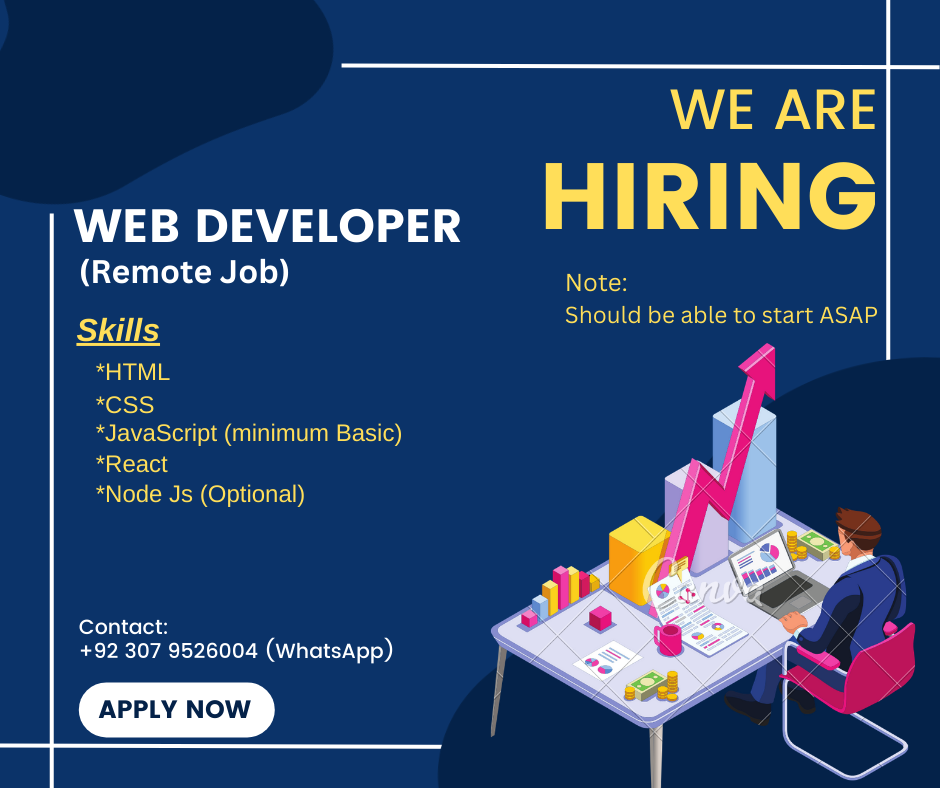 WE ARE
HIRING
WEB DEVELOPER
(Remote Job)
Note:
Should be able to start ASAP
Skills
*HTML
*CSS
*JavaScript (minimum Basic)
*React
*Node Js (Optional)
Canva
Contact:
+92 307 9526004 (WhatsApp)
APPLY NOW